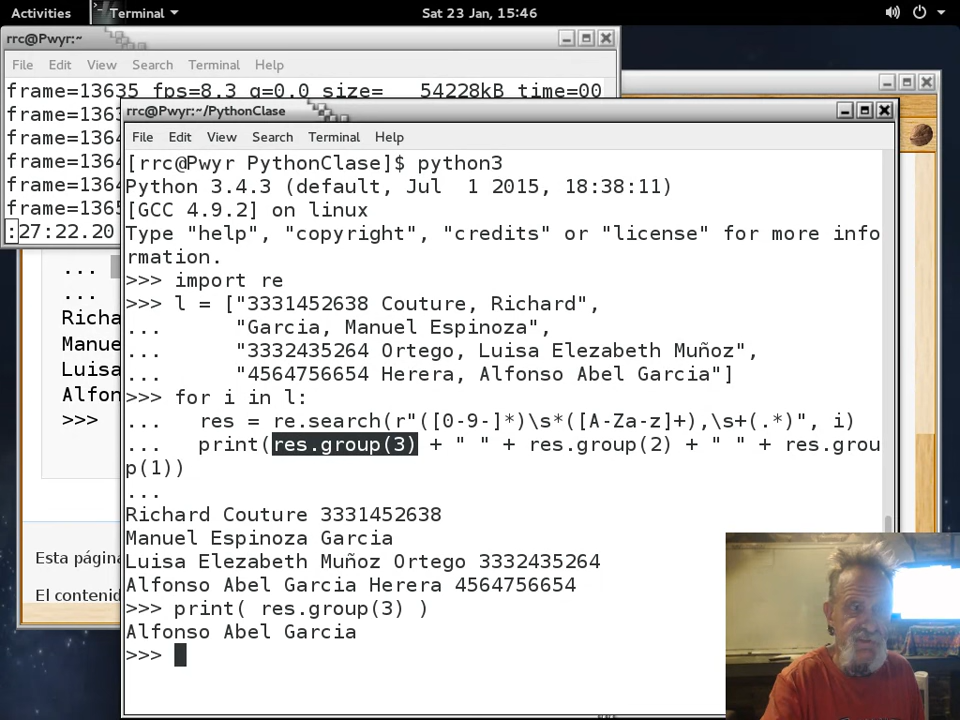 Activities Terminal Sat 23 Jan, 15:46
rrc@Pwyr:~
File Edit View Search Terminal Help
frame=13635 fps=8.3 q=0.0 size= 54228kB time=00
frame=1363
frame=1364
frame=1364
frame=1364
frame=1365
:27:22.20
...
...
Richa
Manue
Luisa
Alfon
>>>
Esta página
El contenid
rrc@Pwyr:~/PythonClase
File Edit View Search Terminal Help
[rrc@Pwyr PythonClase]$ python3
Python 3.4.3 (default, Jul  1 2015, 18:38:11)
[GCC 4.9.2] on linux
Type "help", "copyright", "credits" or "license" for more info
rmation.
>>> import re
>>> l = ["3331452638 Couture, Richard",
...      "Garcia, Manuel Espinoza",
...      "3332435264 Ortego, Luisa Elezabeth Muñoz",
...      "4564756654 Herera, Alfonso Abel Garcia"]
>>> for i in l:
...   res = re.search(r"([0-9-]*)\s*([A-Za-z]+),\s+(.*)", i)
...   print(res.group(3) + " " + res.group(2) + " " + res.grou
p(1))
...
Richard Couture 3331452638
Manuel Espinoza Garcia
Luisa Elezabeth Muñoz Ortego 3332435264
Alfonso Abel Garcia Herera 4564756654
>>> print( res.group(3) )
Alfonso Abel Garcia
>>>